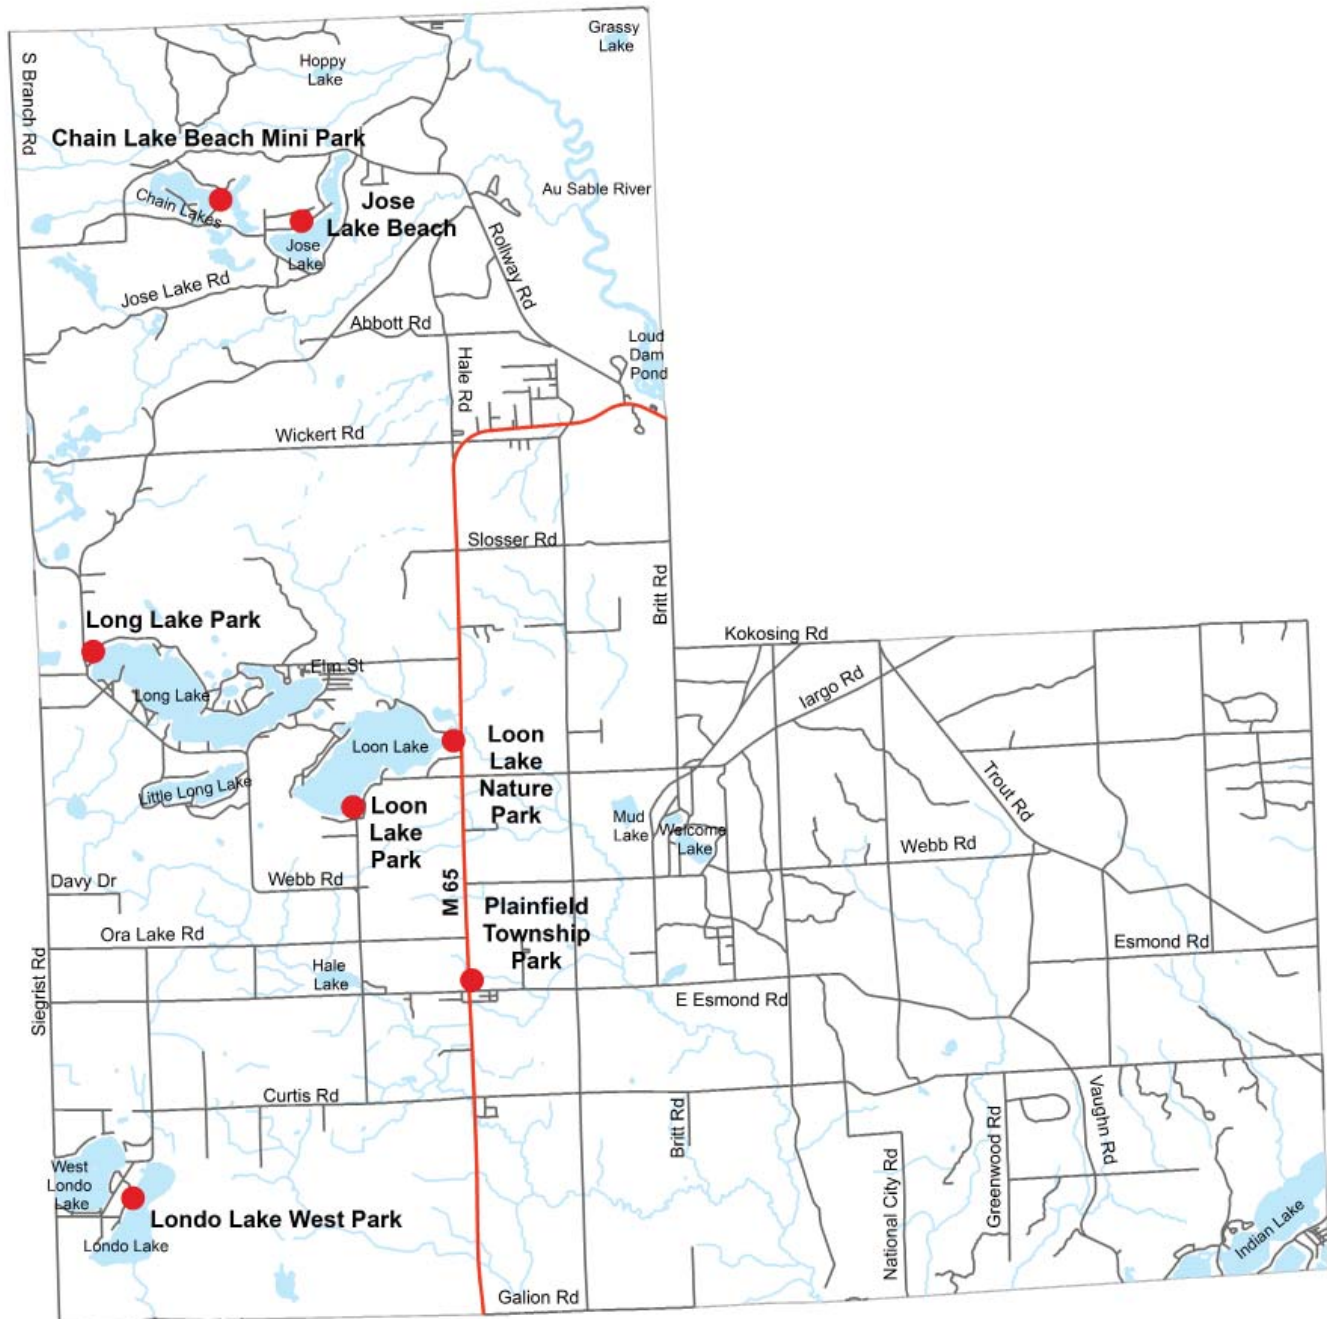 Grassy
Lake
Hoppy
Lake
S Branch Rd
Chain Lake Beach Mini Park
Chain Lakes
Jose
Lake Beach
Jose
Lake
Au Sable River
Rollway Rd
Jose Lake Rd
Abbott Rd
Loud
Dam
Pond
Hale Rd
Wickert Rd
Slosser Rd
Britt Rd
Long Lake Park
Kokosing Rd
Elm St
Long Lake
Iargo Rd
Loon Lake
Loon
Lake
Nature
Park
Little Long Lake
Trout Rd
Loon
Lake
Park
Mud
Lake
Welcome
Lake
Webb Rd
Davy Dr
Webb Rd
M 65
Plainfield
Township
Park
Ora Lake Rd
Esmond Rd
Hale
Lake
Siegrist Rd
E Esmond Rd
Curtis Rd
Britt Rd
Vaughn Rd
Greenwood Rd
National City Rd
West
Londo
Lake
Londo Lake West Park
Londo Lake
Indian Lake
Galion Rd